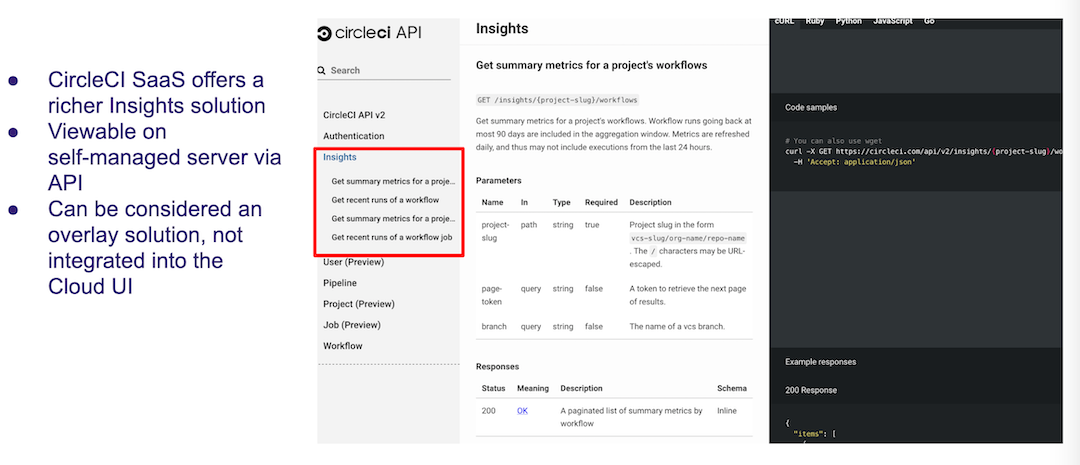 ● CircleCI SaaS offers a
richer Insights solution
● Viewable on
self-managed server via
API
● Can be considered an
overlay solution, not
integrated into the
Cloud UI
circleci API
Search
CircleCI API v2
Authentication
Insights
Get summary metrics for a proje...
Get recent runs of a workflow
Get summary metrics for a proje...
Get recent runs of a workflow job
User (Preview)
Pipeline
Project (Preview)
Job (Preview)
Workflow
Insights
Get summary metrics for a project's workflows
GET /insights/{project-slug}/workflows
Get summary metrics for a project's workflows. Workflow runs going back at
most 90 days are included in the aggregation window. Metrics are refreshed
daily, and thus may not include executions from the last 24 hours.
Parameters
Name In Type Required Description
project- path string true Project slug in the form
slug vcs-slug/org-name/repo-name
. The / characters may be URL-
escaped.
page- query string false A token to retrieve the next page
token of results.
branch query string false The name of a vcs branch.
Responses
Status Meaning Description Schema
200 OK A paginated list of summary metrics by Inline
workflow
cURL Ruby Python JavaScript Go
Code samples
# You can also use wget
curl -X GET https://circleci.com/api/v2/insights/{project-slug}/wo
-H 'Accept: application/json'
Example responses
200 Response
{
"items": [